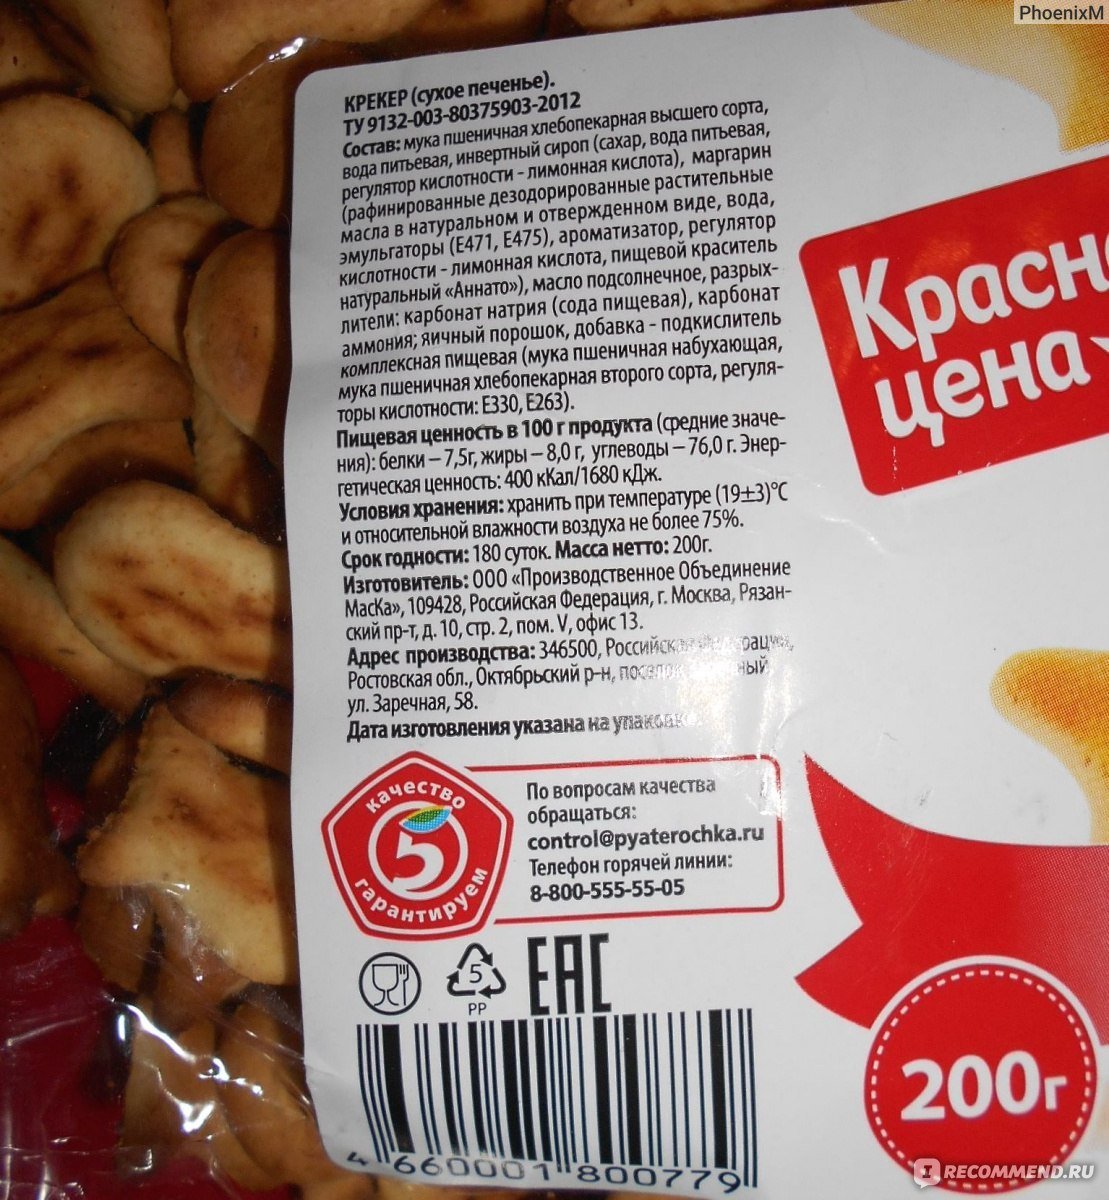 PhoenixM
КРЕКЕР (сухое печенье).
ТУ 9132-003-80375903-2012
Состав: мука пшеничная хлебопекарная высшего сорта,
вода питьевая, инвертный сироп (сахар, вода питьевая,
регулятор кислотности - лимонная кислота), маргарин
(рафинированные дезодорированные растительные
масла в натуральном и отвержденном виде, вода,
эмульгаторы (Е471, Е475), ароматизатор, регулятор
кислотности - лимонная кислота, пищевой краситель
натуральный «Аннато»), масло подсолнечное, разрых-
лители: карбонат натрия (сода пищевая), карбонат
аммония; яичный порошок, добавка - подкислитель
комплексная пищевая (мука пшеничная набухающая,
мука пшеничная хлебопекарная второго сорта, регуля-
торы кислотности: Е330, Е263).
Пищевая ценность в 100 г продукта (средние значе-
ния): белки – 7,5г, жиры – 8,0 г, углеводы – 76,0 г. Энер-
гетическая ценность: 400 кКал/1680 кДж.
Условия хранения: хранить при температуре (19±3)°С
и относительной влажности воздуха не более 75%.
Срок годности: 180 суток. Масса нетто: 200г.
Изготовитель: ООО «Производственное Объединение
МасКа», 109428, Российская Федерация, г. Москва, Рязан-
ский пр-т, д. 10, стр. 2, пом. V, офис 13.
Адрес производства: 346500, Российская Федерация,
Ростовская обл., Октябрьский р-н, поселок
ул. Заречная, 58.
Дата изготовления указана на упаковке.
Красн
цена
качество
5
гарантируем
По вопросам качества
обращаться:
control@pyaterochka.ru
Телефон горячей линии:
8-800-555-55-05
5
PP
EAC
4 660001 800779
200г
IRECOMMEND.RU